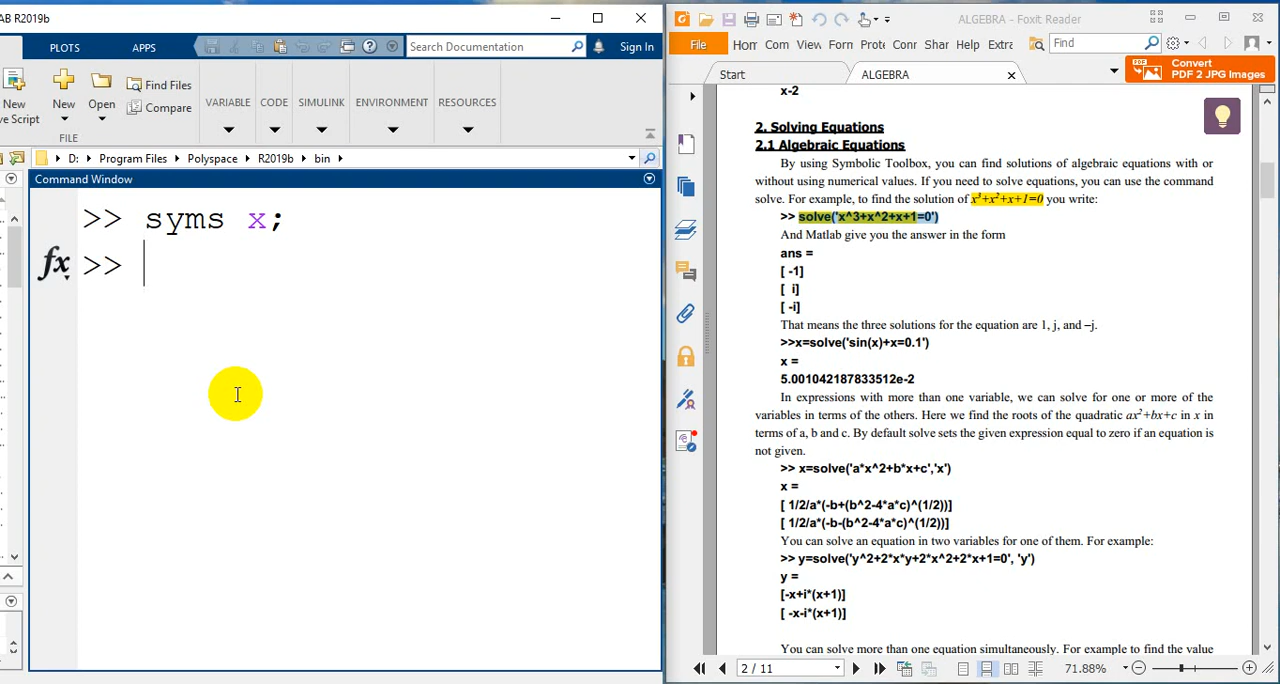 AB R2019b
PLOTS
APPS
Search Documentation
Sign In
New
ve Script
New
Open
Find Files
Compare
FILE
VARIABLE
CODE
SIMULINK
ENVIRONMENT
RESOURCES
D: ▸ Program Files ▸ Polyspace ▸ R2019b ▸ bin ▸
Command Window
>> syms x;
fx >>
ALGEBRA - Foxit Reader
File
Hom
Com
View
Form
Prote
Conr
Shar
Help
Extra
Find
Start
ALGEBRA
Convert
PDF 2 JPG Images
x-2
2. Solving Equations
2.1 Algebraic Equations
By using Symbolic Toolbox, you can find solutions of algebraic equations with or
without using numerical values. If you need to solve equations, you can use the command
solve. For example, to find the solution of x³+x²+x+1=0 you write:
>> solve('x^3+x^2+x+1=0')
And Matlab give you the answer in the form
ans =
[ -1]
[ i]
[ -i]
That means the three solutions for the equation are 1, j, and –j.
>>x=solve('sin(x)+x=0.1')
x =
5.001042187833512e-2
In expressions with more than one variable, we can solve for one or more of the
variables in terms of the others. Here we find the roots of the quadratic ax²+bx+c in x in
terms of a, b and c. By default solve sets the given expression equal to zero if an equation is
not given.
>> x=solve('a*x^2+b*x+c','x')
x =
[ 1/2/a*(-b+(b^2-4*a*c)^(1/2))]
[ 1/2/a*(-b-(b^2-4*a*c)^(1/2))]
You can solve an equation in two variables for one of them. For example:
>> y=solve('y^2+2*x*y+2*x^2+2*x+1=0', 'y')
y =
[-x+i*(x+1)]
[ -x-i*(x+1)]
You can solve more than one equation simultaneously. For example to find the value
2 / 11
71.88%